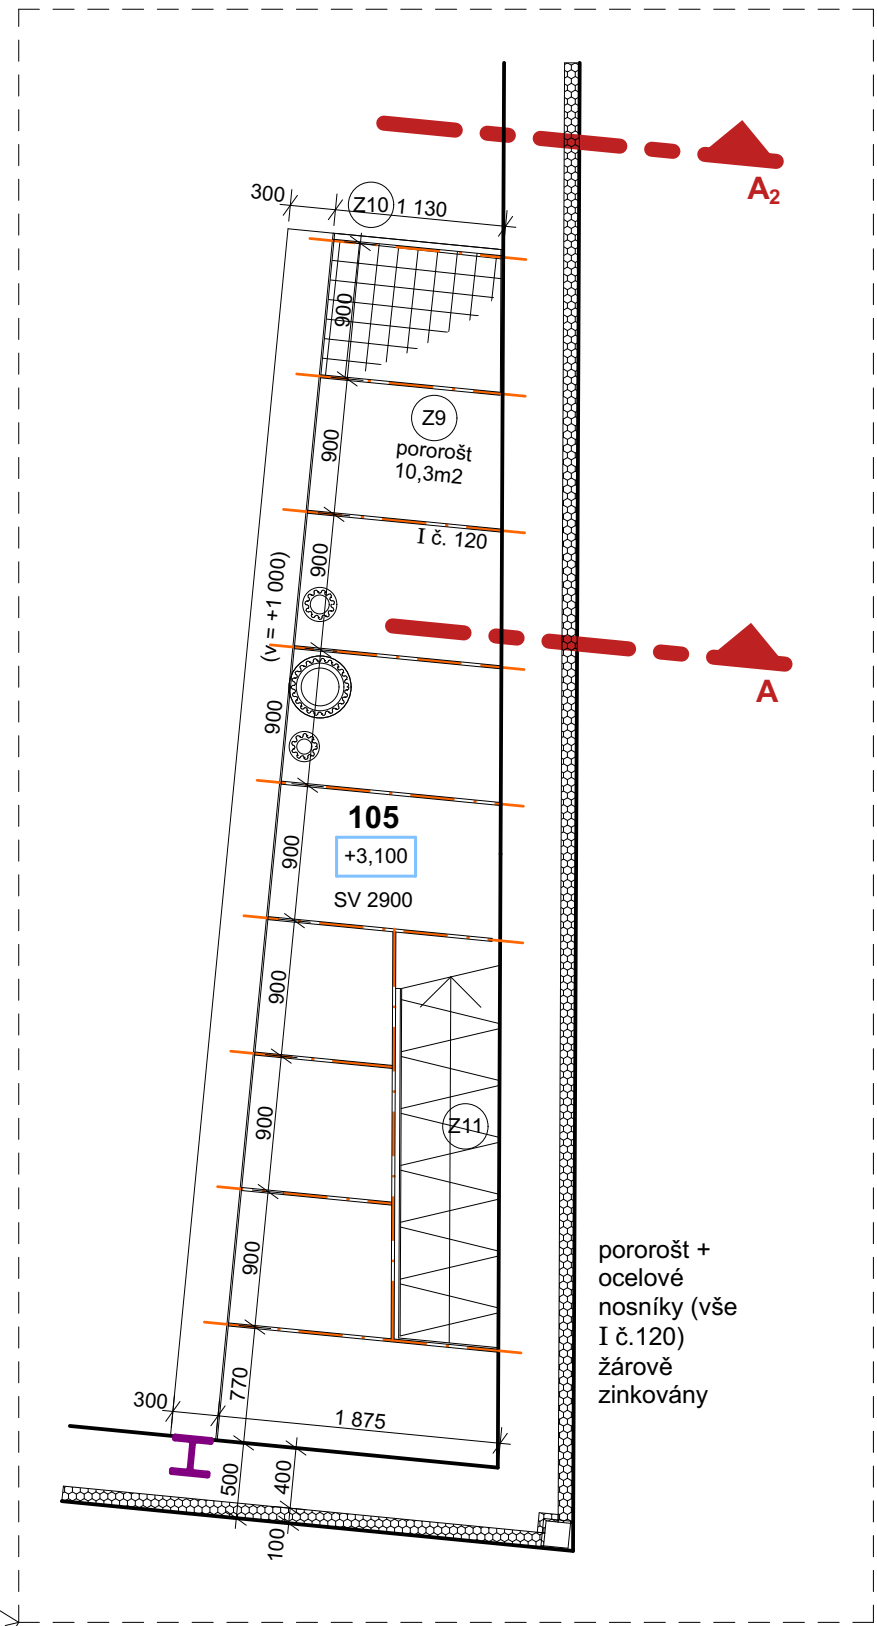 A2
300
Z10
1 130
900
Z9
900
pororošt
10,3m2
I č. 120
900
(v = +1 000)
A
900
105
+3,100
900
SV 2900
900
900
Z11
900
pororošt +
ocelové
nosníky (vše
I č.120)
žárově
zinkovány
770
300
1 875
500
400
100